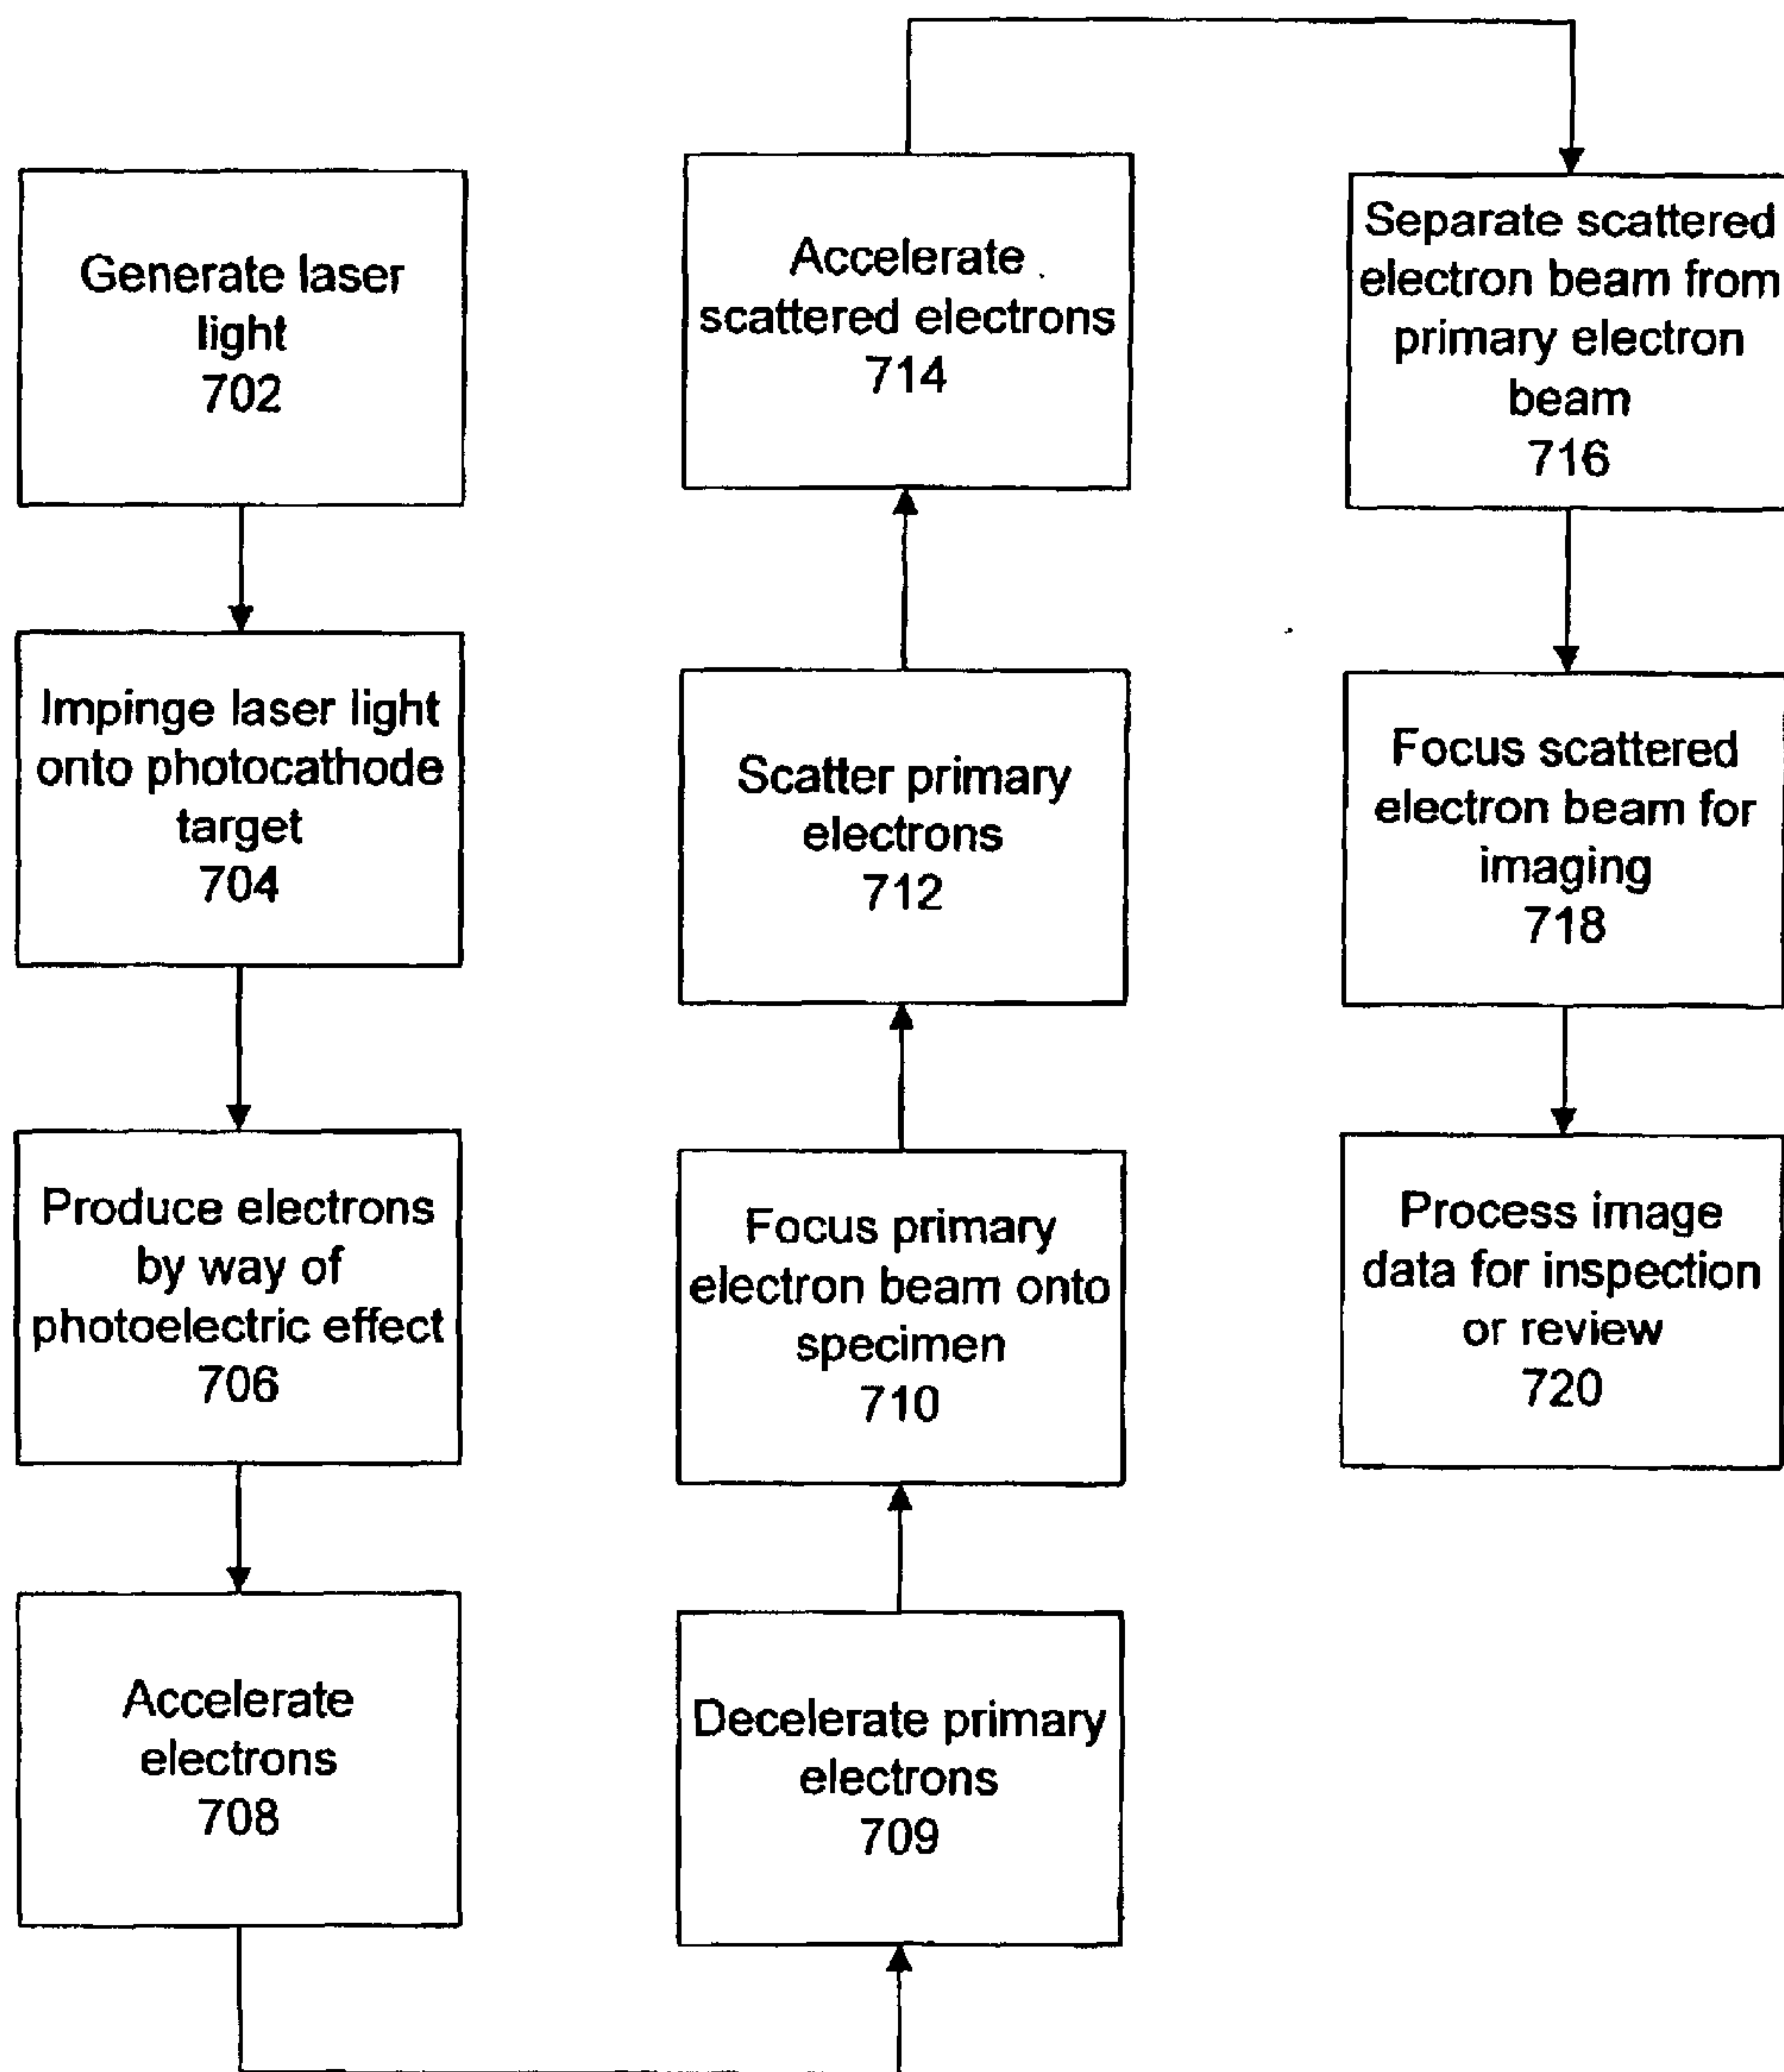 Generate laser
light
702
Impinge laser light
onto photocathode
target
704
Produce electrons
by way of
photoelectric effect
706
Accelerate
electrons
708
Decelerate primary
electrons
709
Focus primary
electron beam onto
specimen
710
Scatter primary
electrons
712
Accelerate
scattered electrons
714
Separate scattered
electron beam from
primary electron
beam
716
Focus scattered
electron beam for
imaging
718
Process image
data for inspection
or review
720